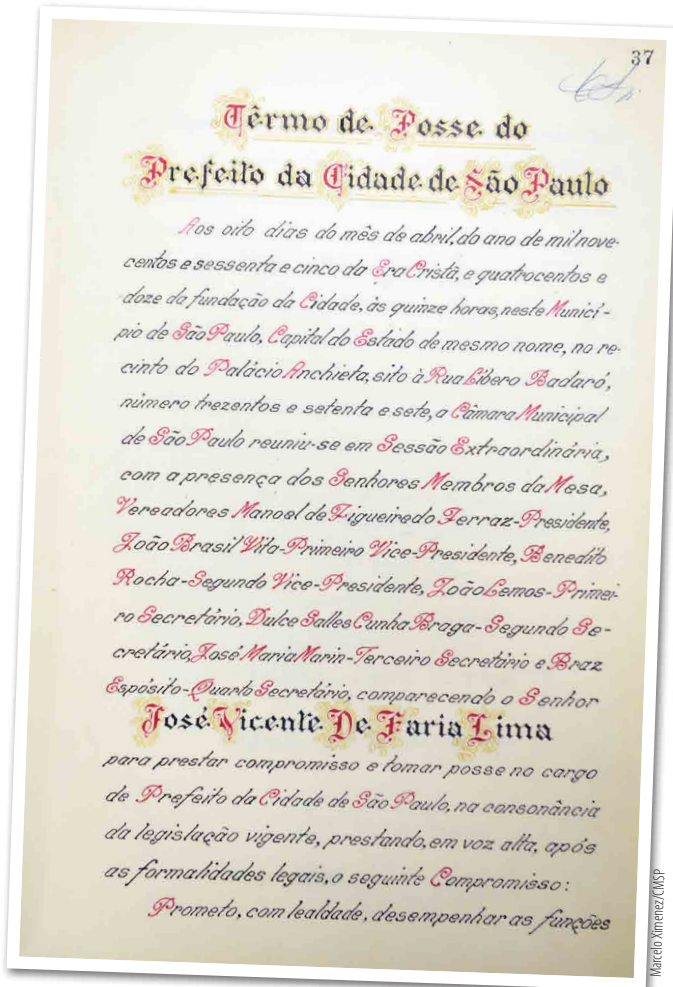 37
Têrmo de Posse do
Prefeito da Cidade de São Paulo
Aos oito dias do mês de abril, do ano de mil nove-
centos e sessenta e cinco da Era Cristã, e quatrocentos e
doze da fundação da Cidade, às quinze horas, neste Municí-
pio de São Paulo, Capital do Estado de mesmo nome, no re-
cinto do Palácio Anchieta, sito à Rua Líbero Badaró,
número trezentos e setenta e sete, a Câmara Municipal
de São Paulo reuniu-se em Sessão Extraordinária,
com a presença dos Senhores Membros da Mesa,
Vereadores Manoel de Figueiredo Ferraz-Presidente,
João Brasil Vita-Primeiro Vice-Presidente, Benedito
Rocha-Segundo Vice-Presidente, João Lemos-Primei-
ro Secretário, Dulce Salles Cunha Braga-Segundo Se-
cretário, José Maria Marin-Terceiro Secretário e Braz
Espósito-Quarto Secretário, comparecendo o Senhor
José Vicente De Faria Lima
para prestar compromisso e tomar posse no cargo
de Prefeito da Cidade de São Paulo, na consonância
da legislação vigente, prestando, em voz alta, após
as formalidades legais, o seguinte Compromisso:
Prometo, com lealdade, desempenhar as funções
Marcelo Ximenez/CMSP